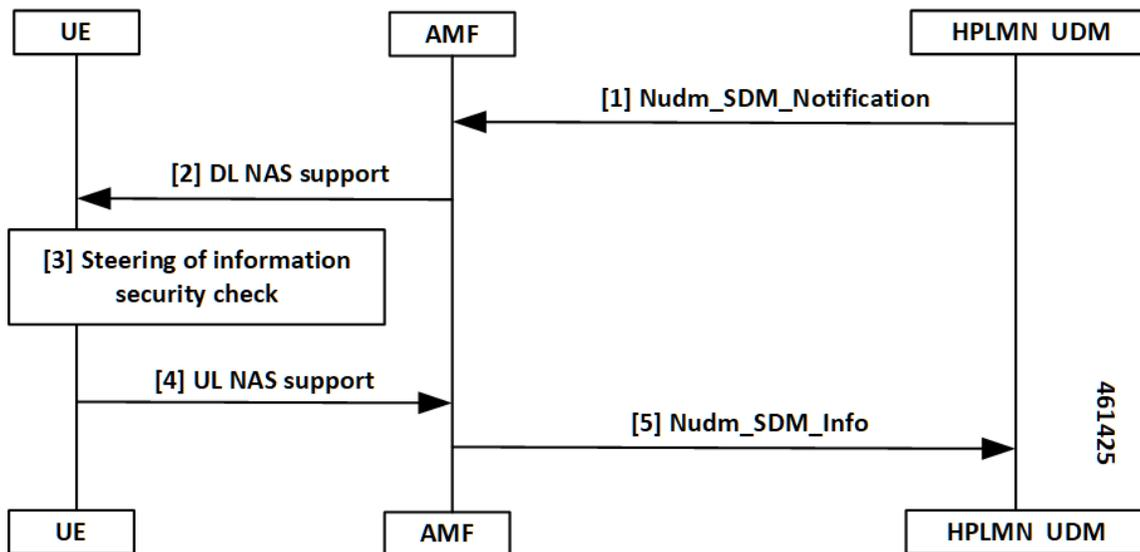 UE
AMF
HPLMN UDM
[1] Nudm_SDM_Notification
[2] DL NAS support
[3] Steering of information
security check
[4] UL NAS support
[5] Nudm_SDM_Info
461425
UE
AMF
HPLMN UDM